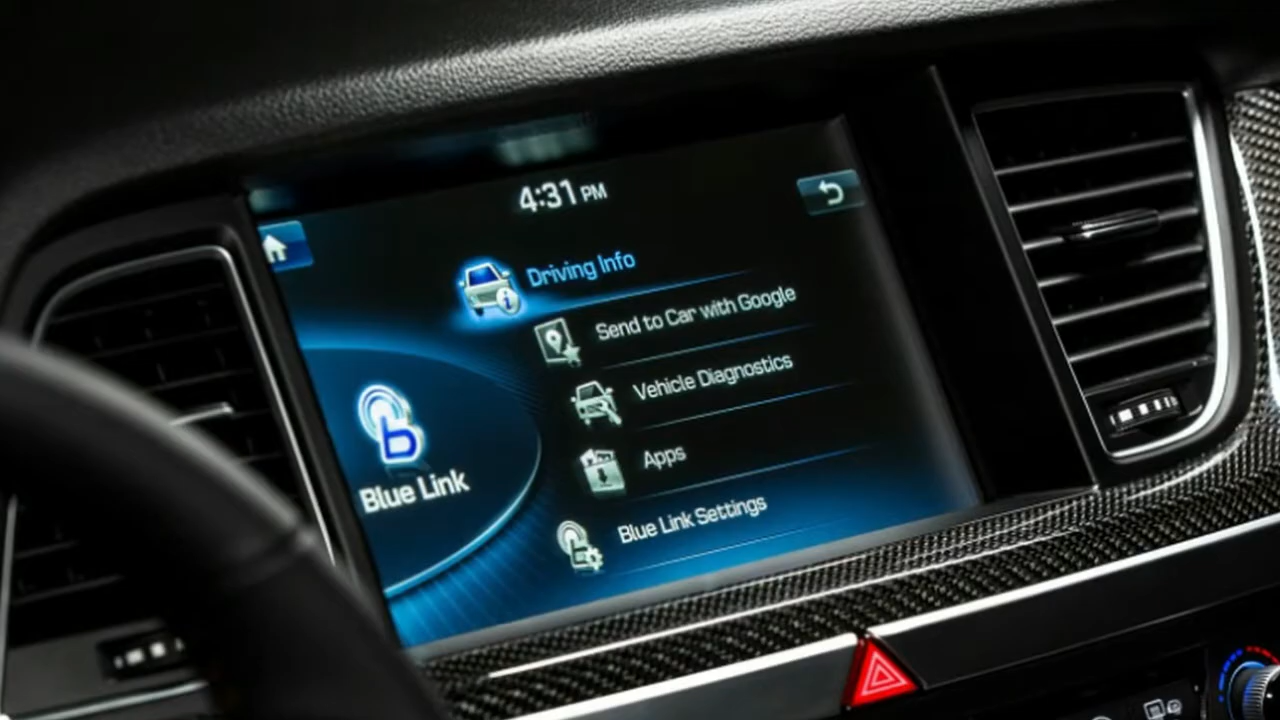 4:31 PM
Driving Info
Send to Car with Google
Vehicle Diagnostics
Apps
Blue Link Settings
Blue Link